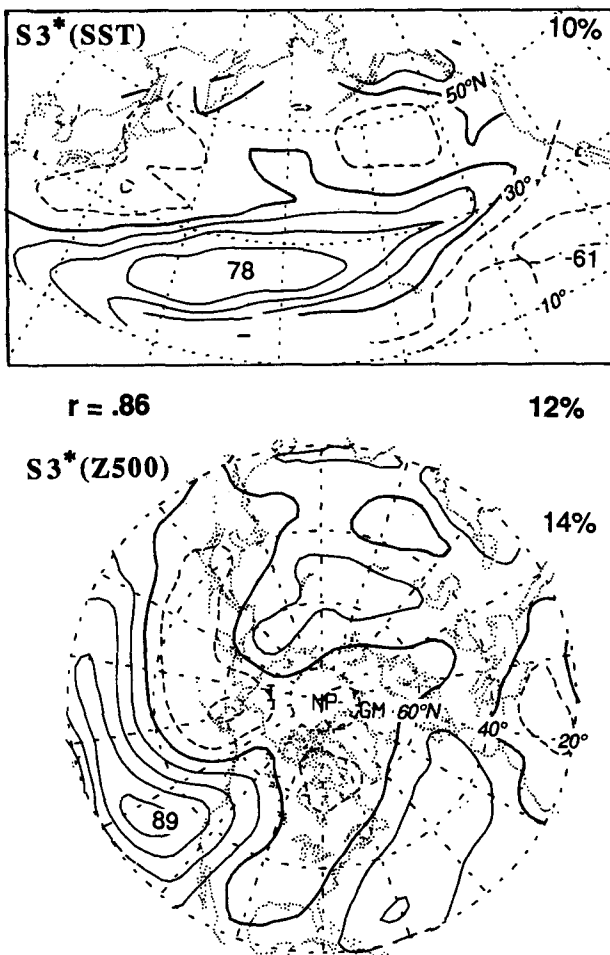 S3*(SST) 10%
50°N
30°
78
-61
10°
r = .86 12%
S3*(Z500)
14%
NP GM 60°N 40° 20°
89